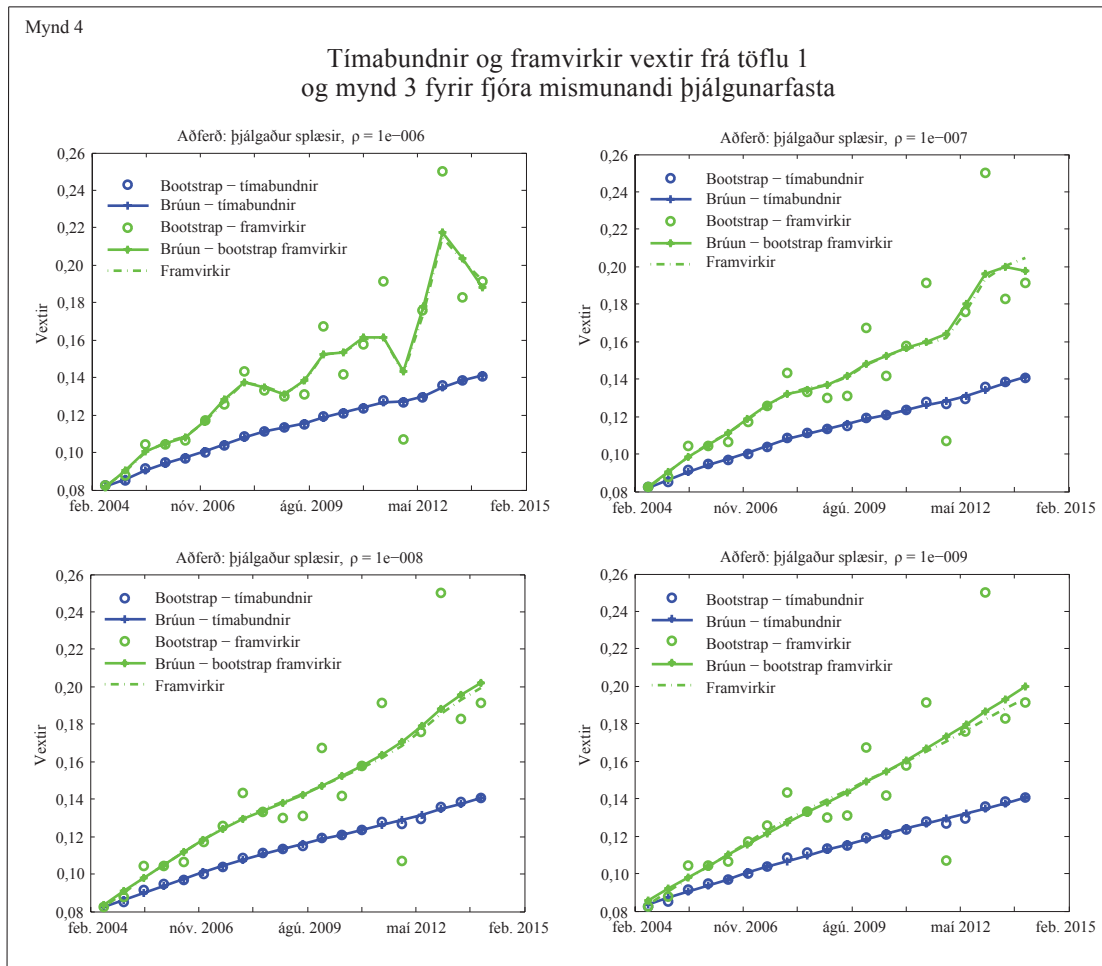 Mynd 4
Tímabundnir og framvirkir vextir frá töflu 1
og mynd 3 fyrir fjóra mismunandi þjálgunarfasta
Aðferð: þjálgaður splæsir, ρ = 1e−006
0,26
0,24
0,22
0,20
0,18
0,16
0,14
0,12
0,10
0,08
Vextir
Bootstrap − tímabundnir
Brúun − tímabundnir
Bootstrap − framvirkir
Brúun − bootstrap framvirkir
Framvirkir
feb. 2004 nóv. 2006 ágú. 2009 maí 2012 feb. 2015
Aðferð: þjálgaður splæsir, ρ = 1e−007
0,26
0,24
0,22
0,20
0,18
0,16
0,14
0,12
0,10
0,08
Vextir
Bootstrap − tímabundnir
Brúun − tímabundnir
Bootstrap − framvirkir
Brúun − bootstrap framvirkir
Framvirkir
feb. 2004 nóv. 2006 ágú. 2009 maí 2012 feb. 2015
Aðferð: þjálgaður splæsir, ρ = 1e−008
0,26
0,24
0,22
0,20
0,18
0,16
0,14
0,12
0,10
0,08
Vextir
Bootstrap − tímabundnir
Brúun − tímabundnir
Bootstrap − framvirkir
Brúun − bootstrap framvirkir
Framvirkir
feb. 2004 nóv. 2006 ágú. 2009 maí 2012 feb. 2015
Aðferð: þjálgaður splæsir, ρ = 1e−009
0,26
0,24
0,22
0,20
0,18
0,16
0,14
0,12
0,10
0,08
Vextir
Bootstrap − tímabundnir
Brúun − tímabundnir
Bootstrap − framvirkir
Brúun − bootstrap framvirkir
Framvirkir
feb. 2004 nóv. 2006 ágú. 2009 maí 2012 feb. 2015